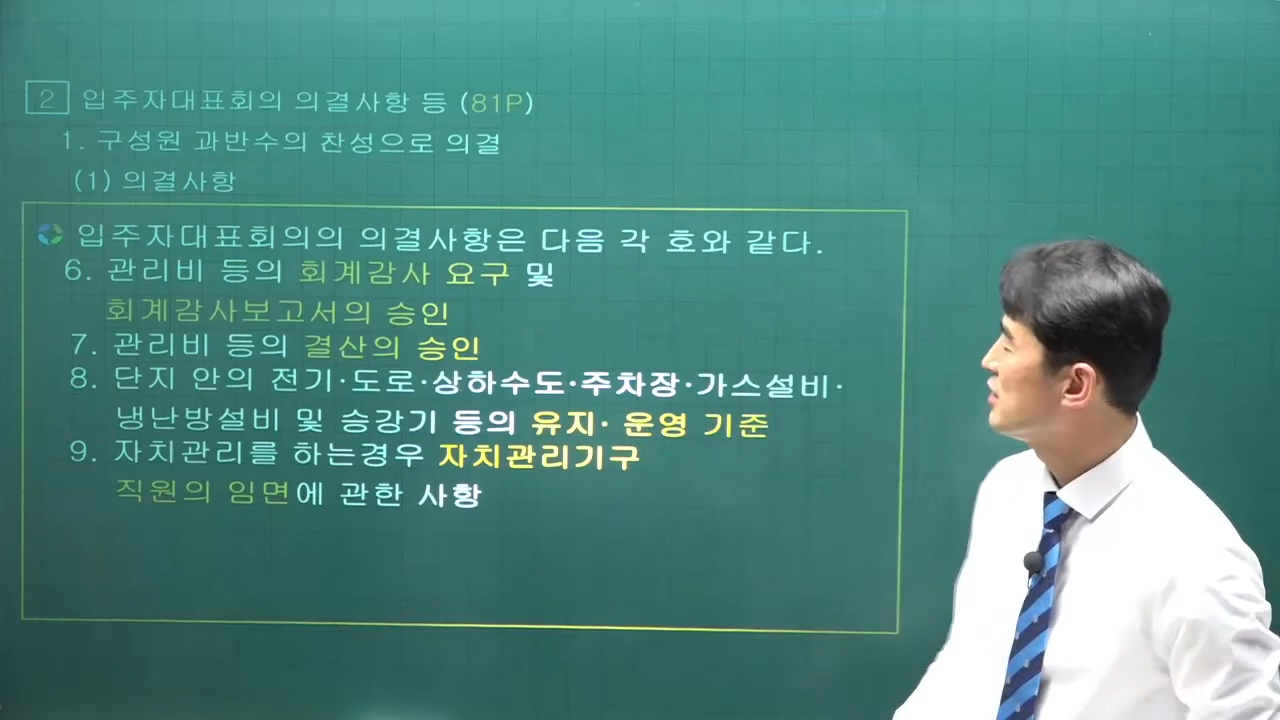 2 입주자대표회의 의결사항 등 (81P)
1. 구성원 과반수의 찬성으로 의결
(1) 의결사항
입주자대표회의의 의결사항은 다음 각 호와 같다.
6. 관리비 등의 회계감사 요구 및
회계감사보고서의 승인
7. 관리비 등의 결산의 승인
8. 단지 안의 전기·도로·상하수도·주차장·가스설비·
냉난방설비 및 승강기 등의 유지· 운영 기준
9. 자치관리를 하는경우 자치관리기구
직원의 임면에 관한 사항